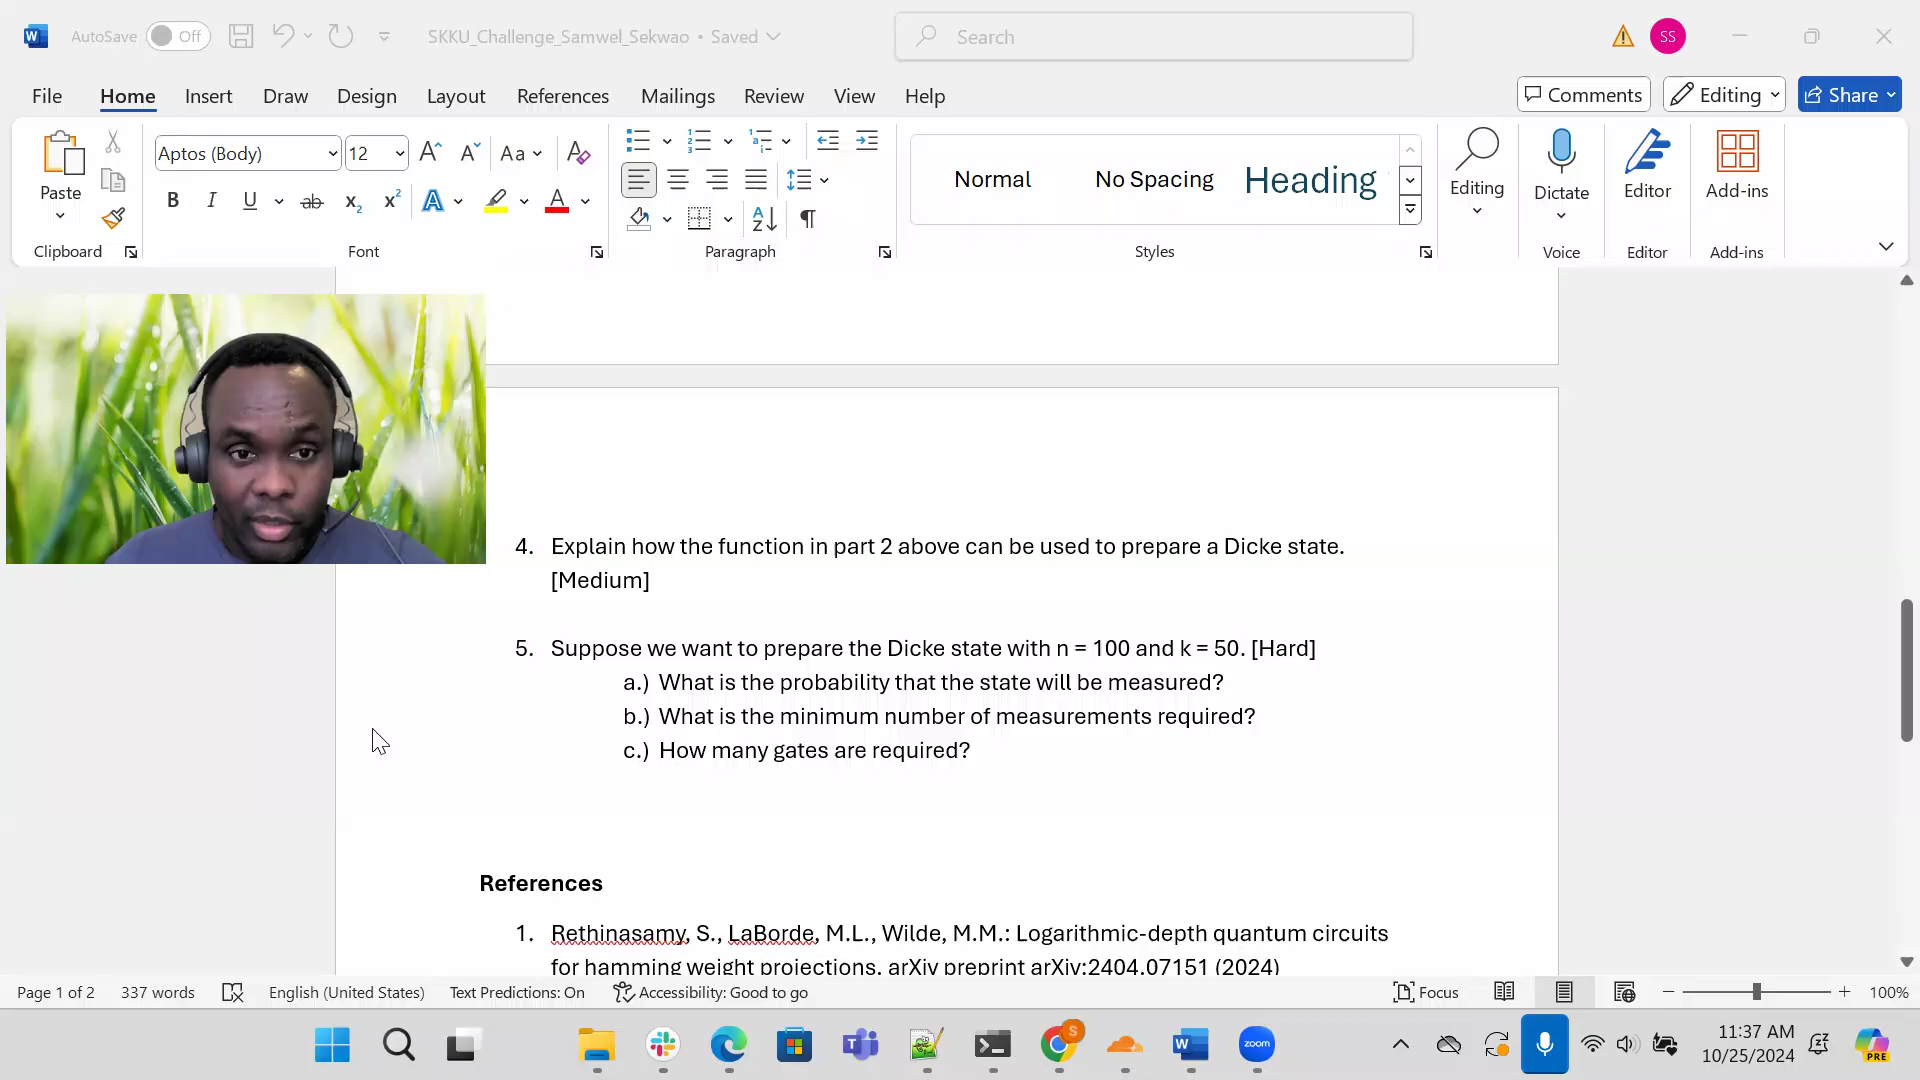 AutoSave Off SKKU_Challenge_Samwel_Sekwao • Saved Search SS
File Home Insert Draw Design Layout References Mailings Review View Help Comments Editing Share
Paste
Clipboard
Aptos (Body) 12
Font
Paragraph
Normal No Spacing Heading
Styles
Editing
Dictate
Voice
Editor
Editor
Add-ins
Add-ins
4. Explain how the function in part 2 above can be used to prepare a Dicke state.
[Medium]
5. Suppose we want to prepare the Dicke state with n = 100 and k = 50. [Hard]
a.) What is the probability that the state will be measured?
b.) What is the minimum number of measurements required?
c.) How many gates are required?
References
1. Rethinasamy, S., LaBorde, M.L., Wilde, M.M.: Logarithmic-depth quantum circuits
for hamming weight projections. arXiv preprint arXiv:2404.07151 (2024)
Page 1 of 2 337 words English (United States) Text Predictions: On Accessibility: Good to go Focus 100%
zoom
11:37 AM
10/25/2024
PRE